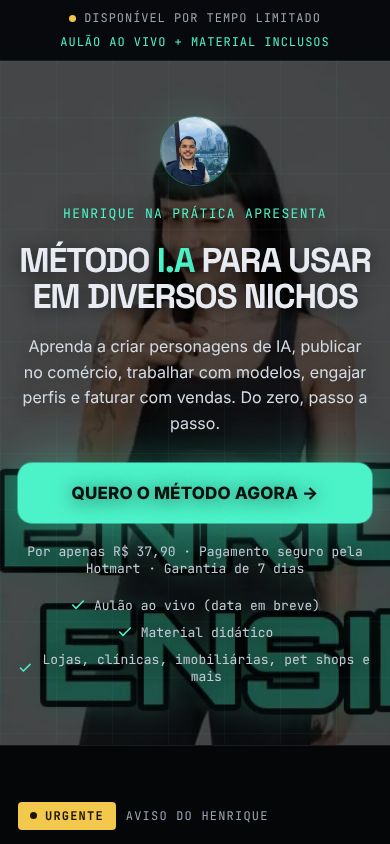 DISPONÍVEL POR TEMPO LIMITADO
AULÃO AO VIVO + MATERIAL INCLUSOS
HENRIQUE NA PRÁTICA APRESENTA
MÉTODO I.A PARA USAR
EM DIVERSOS NICHOS
Aprenda a criar personagens de IA, publicar
no comércio, trabalhar com modelos, engajar
perfis e faturar com vendas. Do zero, passo a
passo.
QUERO O MÉTODO AGORA →
Por apenas R$ 37,90 · Pagamento seguro pela
Hotmart · Garantia de 7 dias
✓ Aulão ao vivo (data em breve)
✓ Material didático
✓ Lojas, clínicas, imobiliárias, pet shops e
mais
URGENTE AVISO DO HENRIQUE